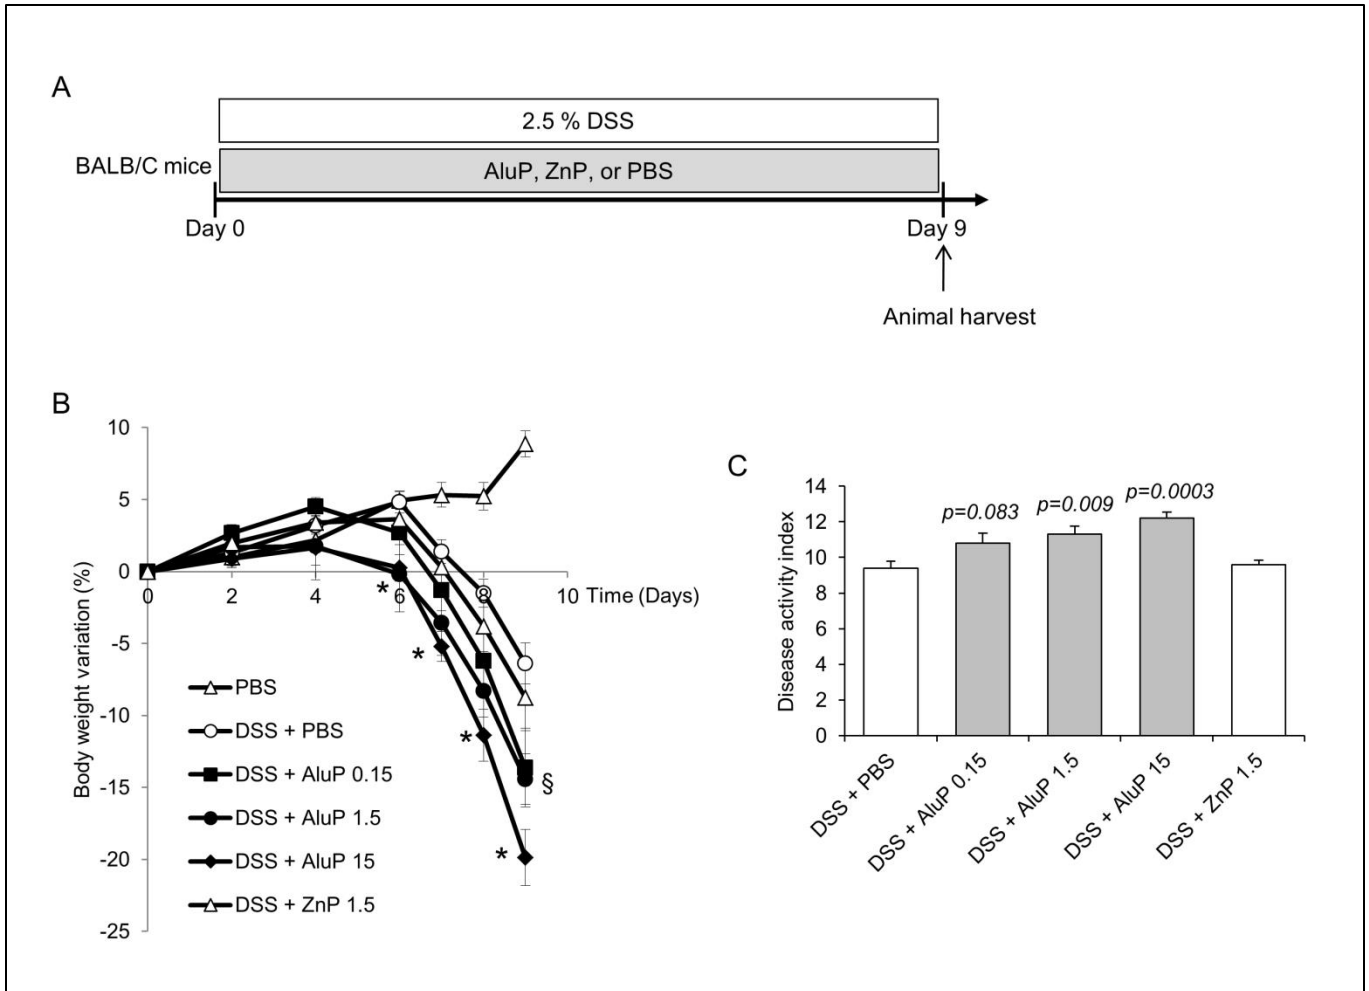 A
2.5 % DSS
BALB/C mice
AluP, ZnP, or PBS
Day 0
Day 9
Animal harvest
B
10
5
0
-5
-10
-15
-20
-25
Body weight variation (%)
0 2 4 6 8 10 Time (Days)
*
*
*
*
§
PBS
DSS + PBS
DSS + AluP 0.15
DSS + AluP 1.5
DSS + AluP 15
DSS + ZnP 1.5
C
Disease activity index
14
12
10
8
6
4
2
0
p=0.083
p=0.009
p=0.0003
DSS + PBS
DSS + AluP 0.15
DSS + AluP 1.5
DSS + AluP 15
DSS + ZnP 1.5